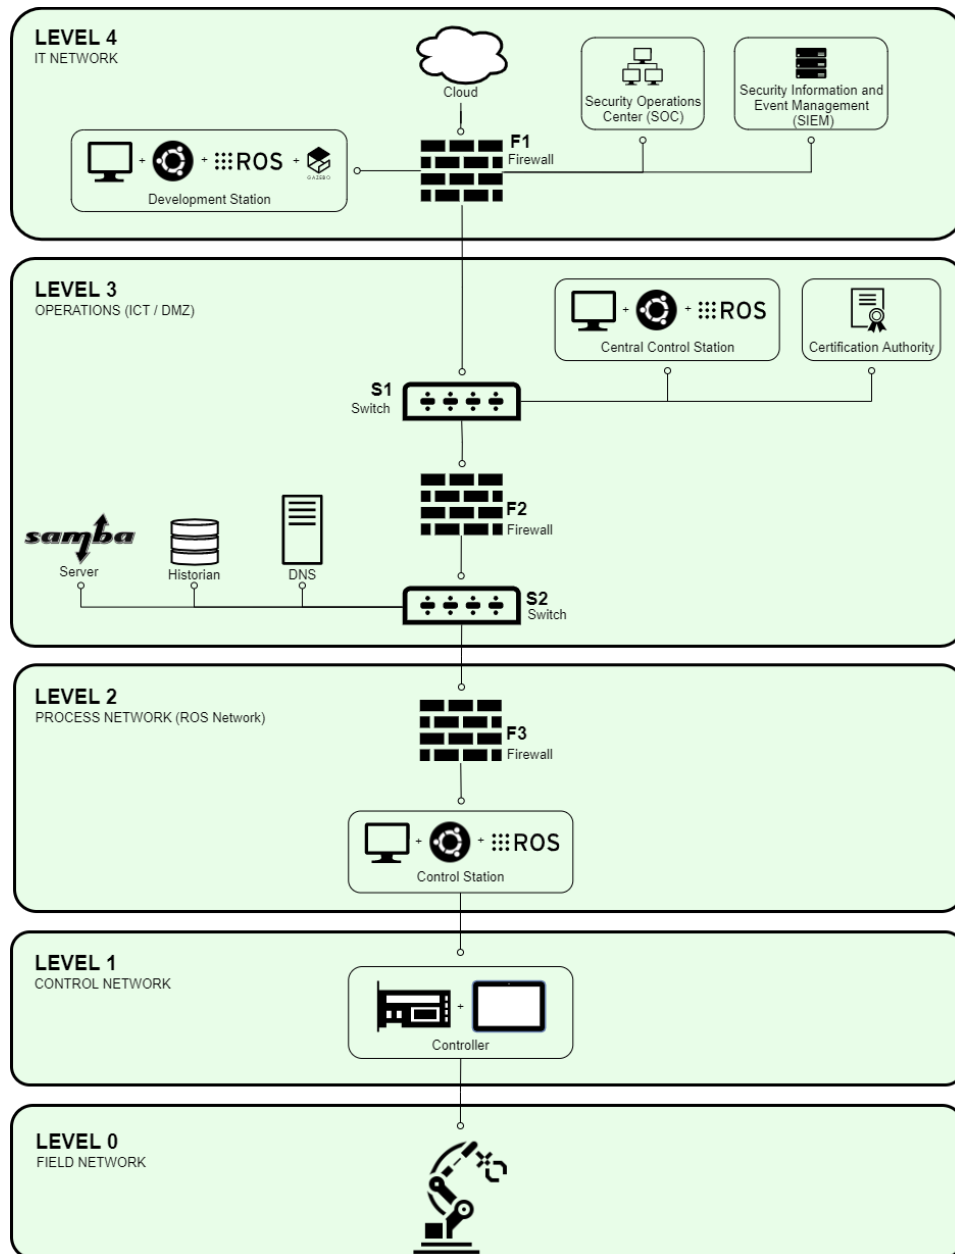 LEVEL 4
IT NETWORK
Cloud
Security Operations
Center (SOC)
Security Information and
Event Management
(SIEM)
F1
Firewall
+ + ROS +
GAZEBO
Development Station
LEVEL 3
OPERATIONS (ICT / DMZ)
+ + ROS
Central Control Station
Certification Authority
S1
Switch
F2
Firewall
samba
Server
Historian
DNS
S2
Switch
LEVEL 2
PROCESS NETWORK (ROS Network)
F3
Firewall
+ + ROS
Control Station
LEVEL 1
CONTROL NETWORK
+
Controller
LEVEL 0
FIELD NETWORK